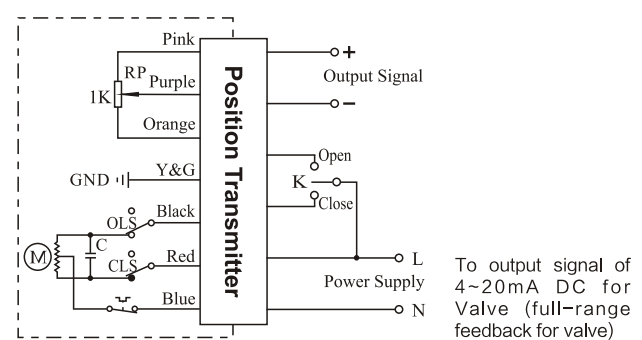 Pink
RP
Purple
1K
Orange
Y&G
GND
Black
OLS
C
M
CLS
Red
Blue
Position Transmitter
+
Output Signal
−
Open
K
Close
L
Power Supply
N
To output signal of
4~20mA DC for
Valve (full-range
feedback for valve)